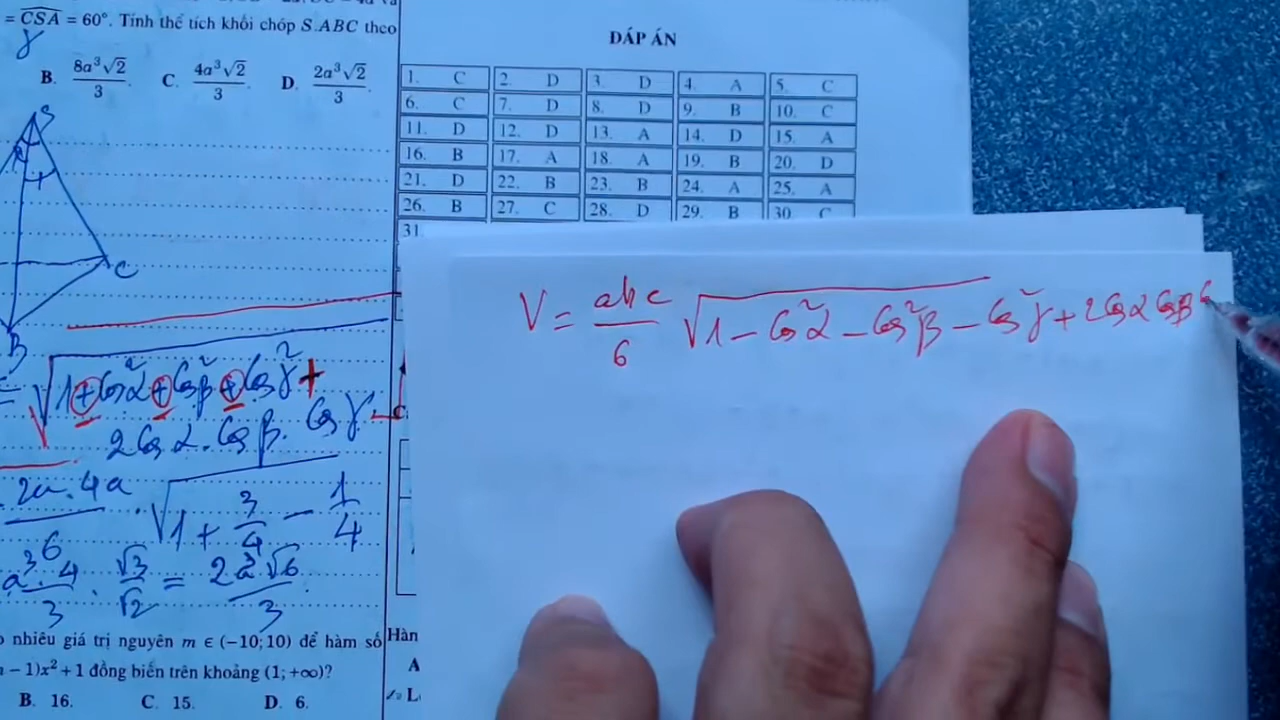 = CSA = 60°. Tính thể tích khối chóp S.ABC theo
γ
B. 8a³√2/3. C. 4a³√2/3. D. 2a³√2/3.
S
C
B
= √1 + cos²α + cos²β + cos²γ +
2cos α. cos β. cos γ
2a.4a/6 . √1 + 3/4 - 1/4
a³.4/3 . √3/√2 = 2a³√6/3.
nhiêu giá trị nguyên m ∈ (−10;10) để hàm số
− 1)x² + 1 đồng biến trên khoảng (1; +∞)?
B. 16. C. 15. D. 6.
ĐÁP ÁN
1. C 2. D 3. D 4. A 5. C
6. C 7. D 8. D 9. B 10. C
11. D 12. D 13. A 14. D 15. A
16. B 17. A 18. A 19. B 20. D
21. D 22. B 23. B 24. A 25. A
26. B 27. C 28. D 29. B 30. C
31.
V = abc/6 √1 − cos²α − cos²β − cos²γ + 2cosα cosβ
Hàn
A